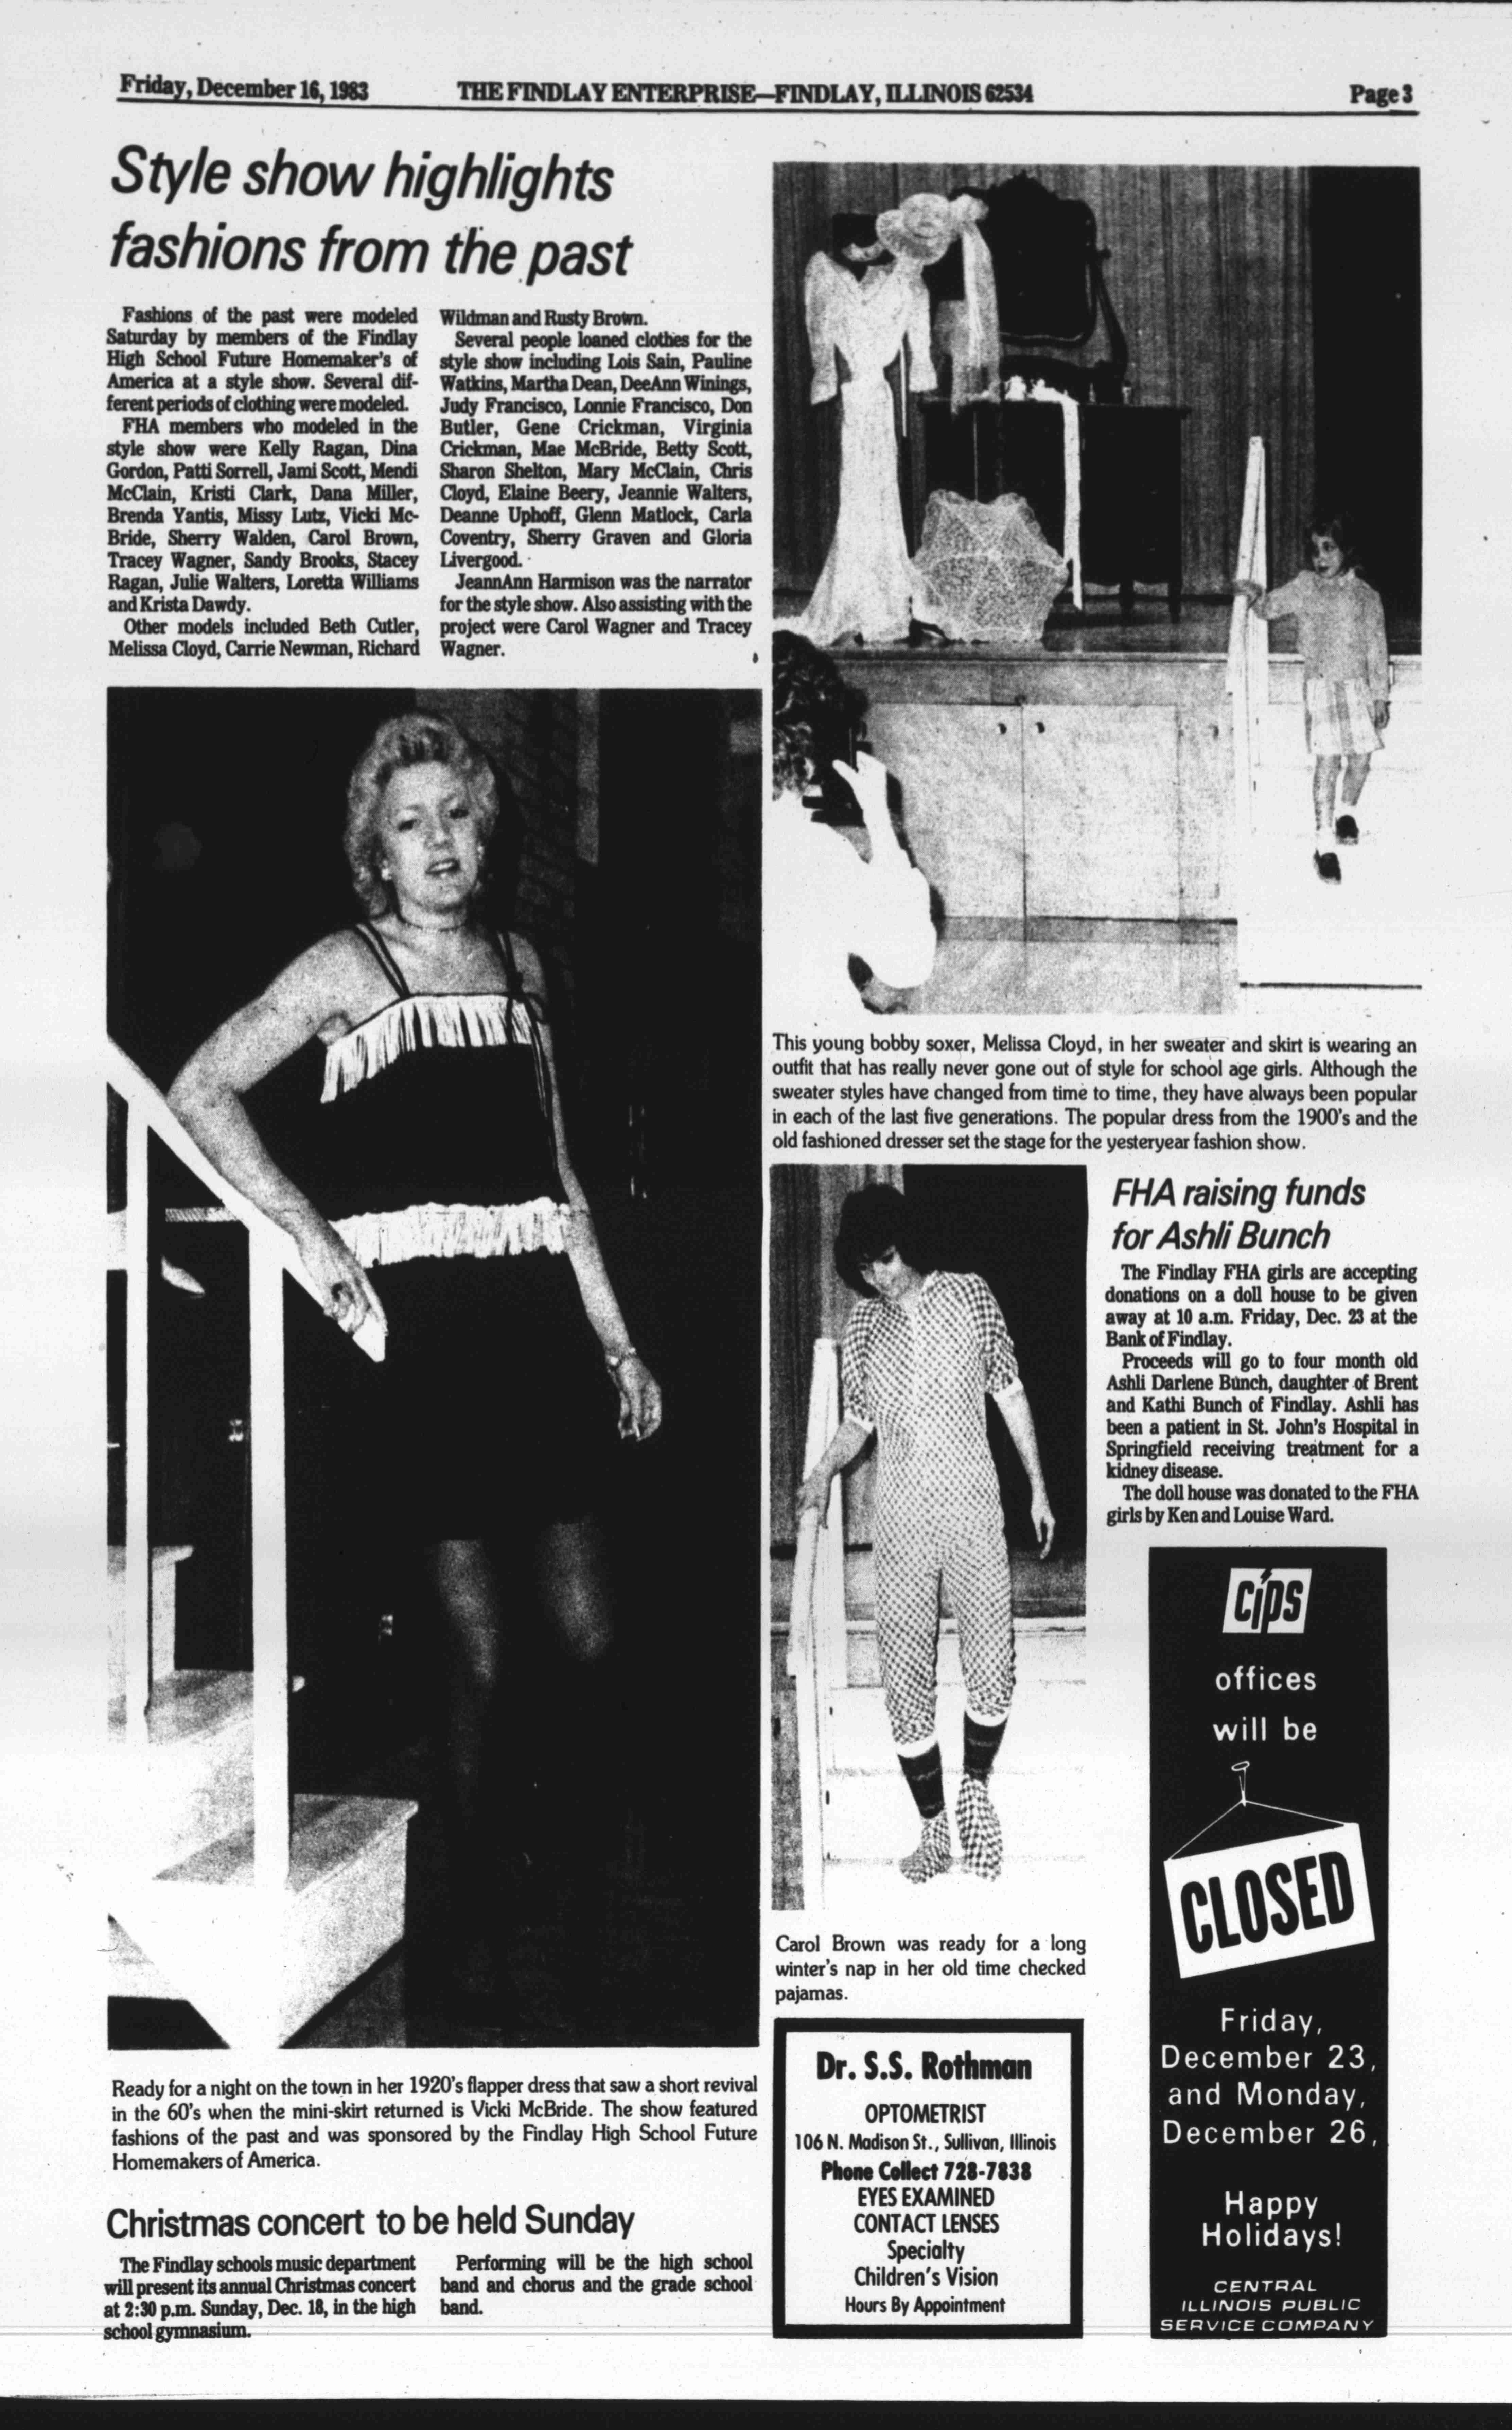 Friday, December 16, 1983
THE FINDLAY ENTERPRISE—FINDLAY, ILLINOIS 62534
Page 3
Style show highlights
fashions from the past
Fashions of the past were modeled
Saturday by members of the Findlay
High School Future Homemaker's of
America at a style show. Several dif-
ferent periods of clothing were modeled.
FHA members who modeled in the
style show were Kelly Ragan, Dina
Gordon, Patti Sorrell, Jami Scott, Mendi
McClain, Kristi Clark, Dana Miller,
Brenda Yantis, Missy Lutz, Vicki Mc-
Bride, Sherry Walden, Carol Brown,
Tracey Wagner, Sandy Brooks, Stacey
Ragan, Julie Walters, Loretta Williams
and Krista Dawdy.
Other models included Beth Cutler,
Melissa Cloyd, Carrie Newman, Richard
Wildman and Rusty Brown.
Several people loaned clothes for the
style show including Lois Sain, Pauline
Watkins, Martha Dean, DeeAnn Winings,
Judy Francisco, Lonnie Francisco, Don
Butler, Gene Crickman, Virginia
Crickman, Mae McBride, Betty Scott,
Sharon Shelton, Mary McClain, Chris
Cloyd, Elaine Beery, Jeannie Walters,
Deanne Uphoff, Glenn Matlock, Carla
Coventry, Sherry Graven and Gloria
Livergood.
JeannAnn Harmison was the narrator
for the style show. Also assisting with the
project were Carol Wagner and Tracey
Wagner.
This young bobby soxer, Melissa Cloyd, in her sweater and skirt is wearing an
outfit that has really never gone out of style for school age girls. Although the
sweater styles have changed from time to time, they have always been popular
in each of the last five generations. The popular dress from the 1900's and the
old fashioned dresser set the stage for the yesteryear fashion show.
FHA raising funds
for Ashli Bunch
The Findlay FHA girls are accepting
donations on a doll house to be given
away at 10 a.m. Friday, Dec. 23 at the
Bank of Findlay.
Proceeds will go to four month old
Ashli Darlene Bunch, daughter of Brent
and Kathi Bunch of Findlay. Ashli has
been a patient in St. John's Hospital in
Springfield receiving treatment for a
kidney disease.
The doll house was donated to the FHA
girls by Ken and Louise Ward.
Carol Brown was ready for a long
winter's nap in her old time checked
pajamas.
Ready for a night on the town in her 1920's flapper dress that saw a short revival
in the 60's when the mini-skirt returned is Vicki McBride. The show featured
fashions of the past and was sponsored by the Findlay High School Future
Homemakers of America.
Christmas concert to be held Sunday
The Findlay schools music department
will present its annual Christmas concert
at 2:30 p.m. Sunday, Dec. 18, in the high
school gymnasium.
Performing will be the high school
band and chorus and the grade school
band.
Dr. S.S. Rothman
OPTOMETRIST
106 N. Madison St., Sullivan, Illinois
Phone Collect 728-7838
EYES EXAMINED
CONTACT LENSES
Specialty
Children's Vision
Hours By Appointment
cips
offices
will be
CLOSED
Friday,
December 23,
and Monday,
December 26,
Happy
Holidays!
CENTRAL
ILLINOIS PUBLIC
SERVICE COMPANY